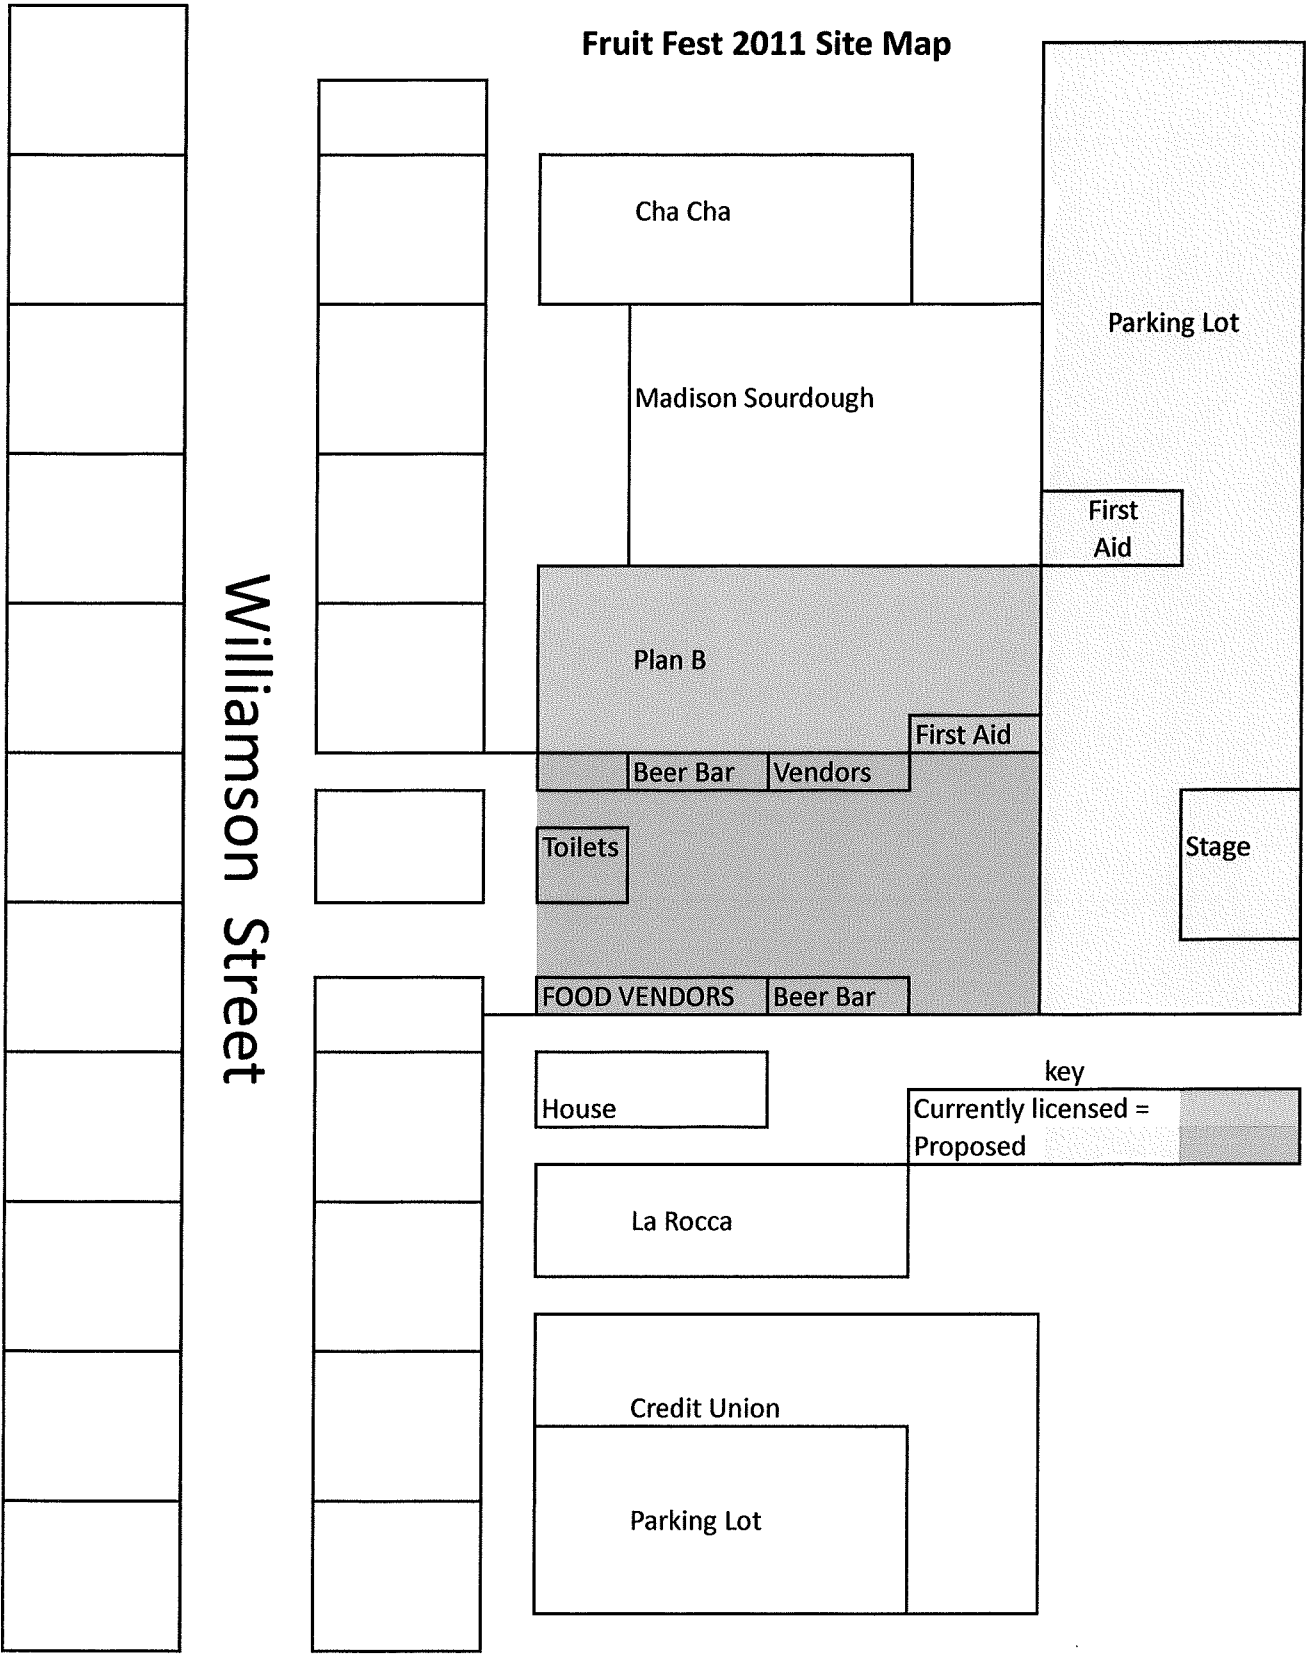 Fruit Fest 2011 Site Map
Cha Cha
Parking Lot
Madison Sourdough
First
Aid
Williamson Street
Plan B
First Aid
Beer Bar
Vendors
Toilets
Stage
FOOD VENDORS
Beer Bar
key
House
Currently licensed =
Proposed
La Rocca
Credit Union
Parking Lot